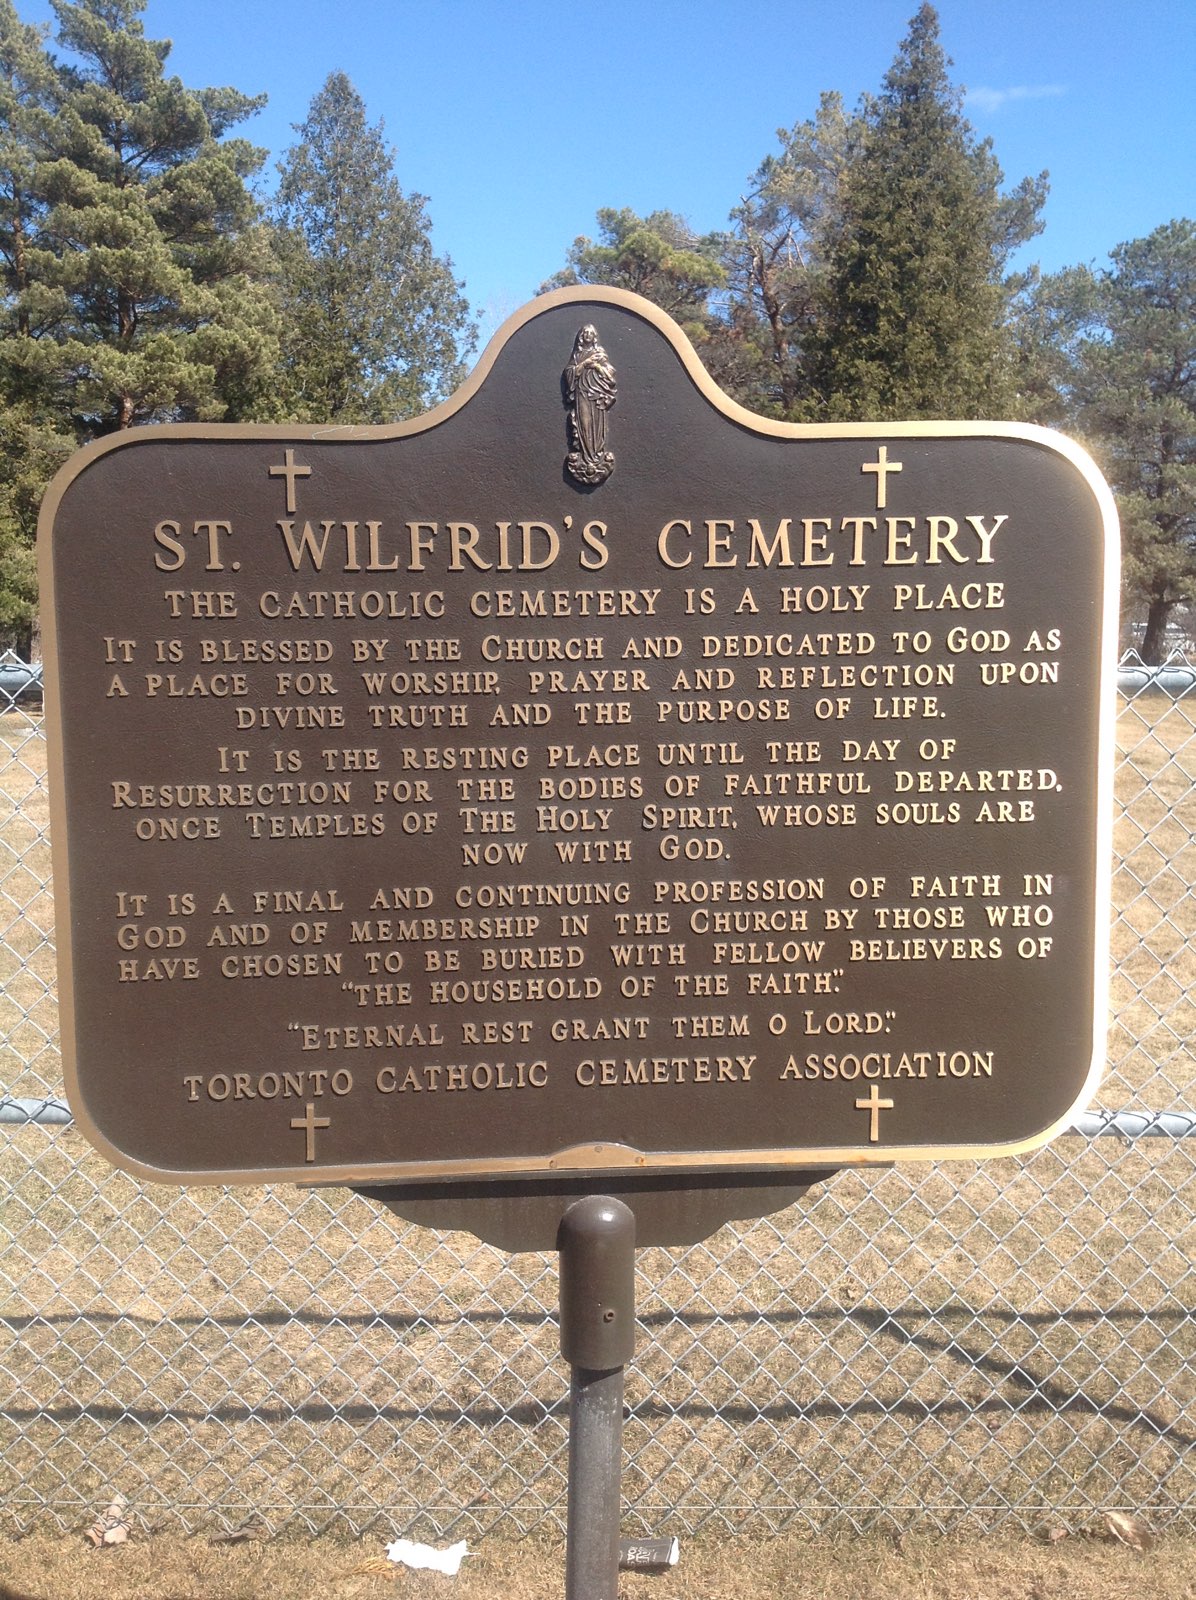 ST. WILFRID'S CEMETERY
THE CATHOLIC CEMETERY IS A HOLY PLACE
IT IS BLESSED BY THE CHURCH AND DEDICATED TO GOD AS
A PLACE FOR WORSHIP, PRAYER AND REFLECTION UPON
DIVINE TRUTH AND THE PURPOSE OF LIFE.
IT IS THE RESTING PLACE UNTIL THE DAY OF
RESURRECTION FOR THE BODIES OF FAITHFUL DEPARTED,
ONCE TEMPLES OF THE HOLY SPIRIT, WHOSE SOULS ARE
NOW WITH GOD.
IT IS A FINAL AND CONTINUING PROFESSION OF FAITH IN
GOD AND OF MEMBERSHIP IN THE CHURCH BY THOSE WHO
HAVE CHOSEN TO BE BURIED WITH FELLOW BELIEVERS OF
"THE HOUSEHOLD OF THE FAITH."
"ETERNAL REST GRANT THEM O LORD."
TORONTO CATHOLIC CEMETERY ASSOCIATION